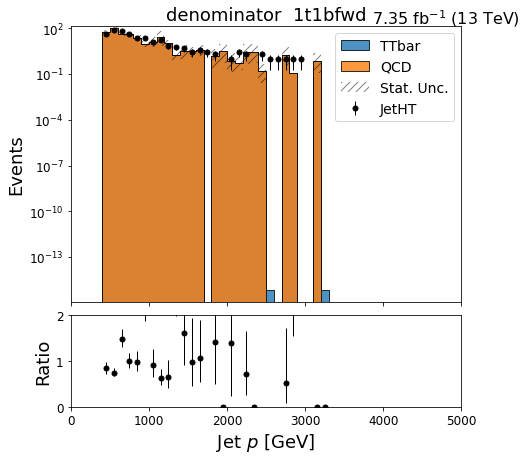 denominator 1t1bfwd 7.35 fb⁻¹ (13 TeV)
TTbar
QCD
Stat. Unc.
JetHT
Events
10²
10⁻¹
10⁻⁴
10⁻⁷
10⁻¹⁰
10⁻¹³
Ratio
2
1
0
0 1000 2000 3000 4000 5000
Jet p [GeV]